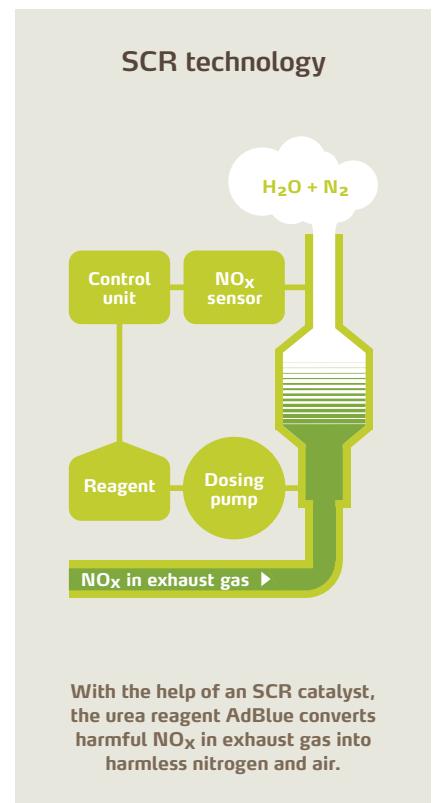 SCR technology
H₂O + N₂
Control
unit
NOx
sensor
Reagent
Dosing
pump
NOx in exhaust gas
With the help of an SCR catalyst,
the urea reagent AdBlue converts
harmful NOx in exhaust gas into
harmless nitrogen and air.